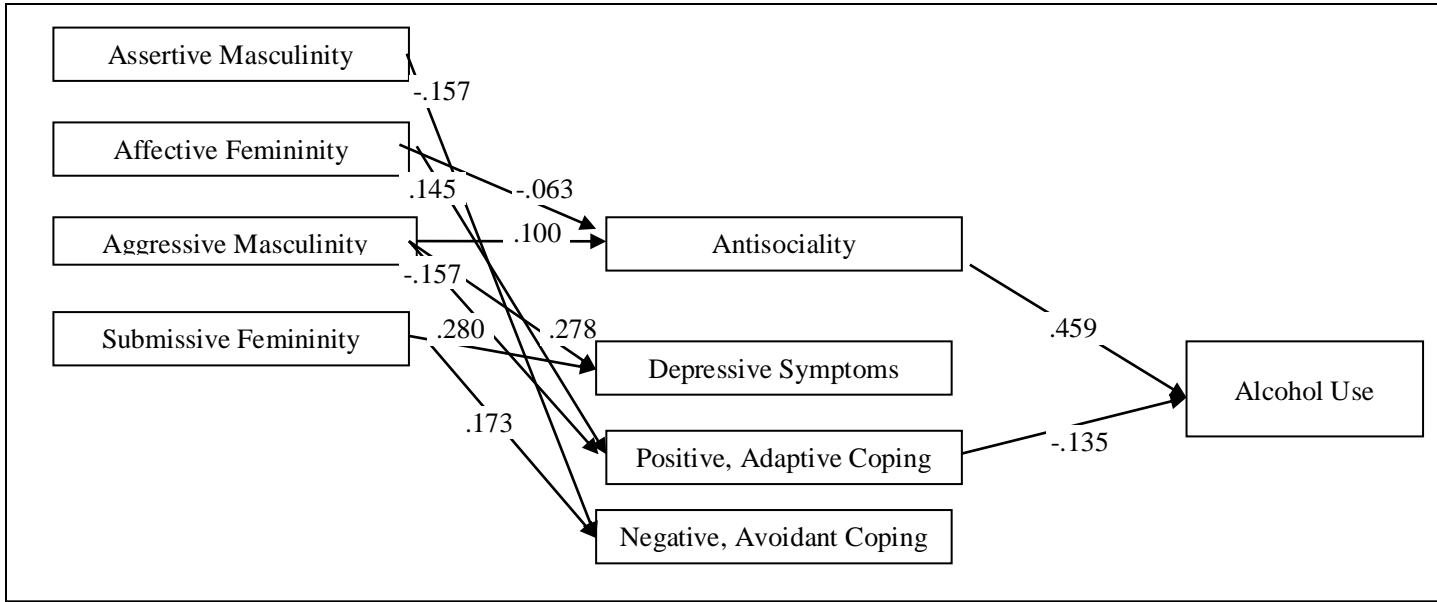 Assertive Masculinity
-.157
Affective Femininity
.145
-.063
Aggressive Masculinity
.100
Antisociality
-.157
Submissive Femininity
.280
.278
.459
Depressive Symptoms
Alcohol Use
.173
Positive, Adaptive Coping
-.135
Negative, Avoidant Coping